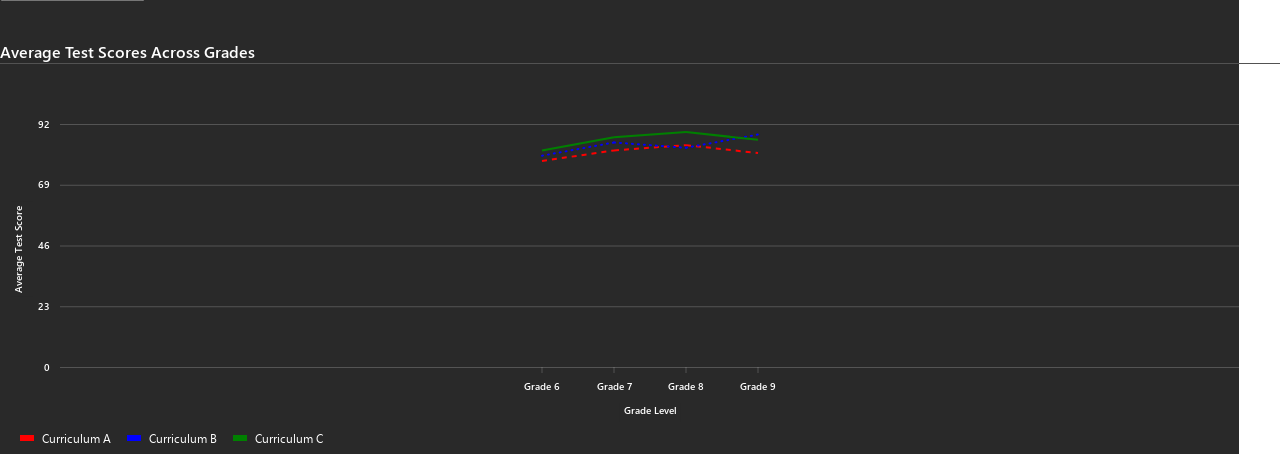 Average Test Scores Across Grades
92
69
46
23
0
Average Test Score
Grade 6 Grade 7 Grade 8 Grade 9
Grade Level
Curriculum A Curriculum B Curriculum C